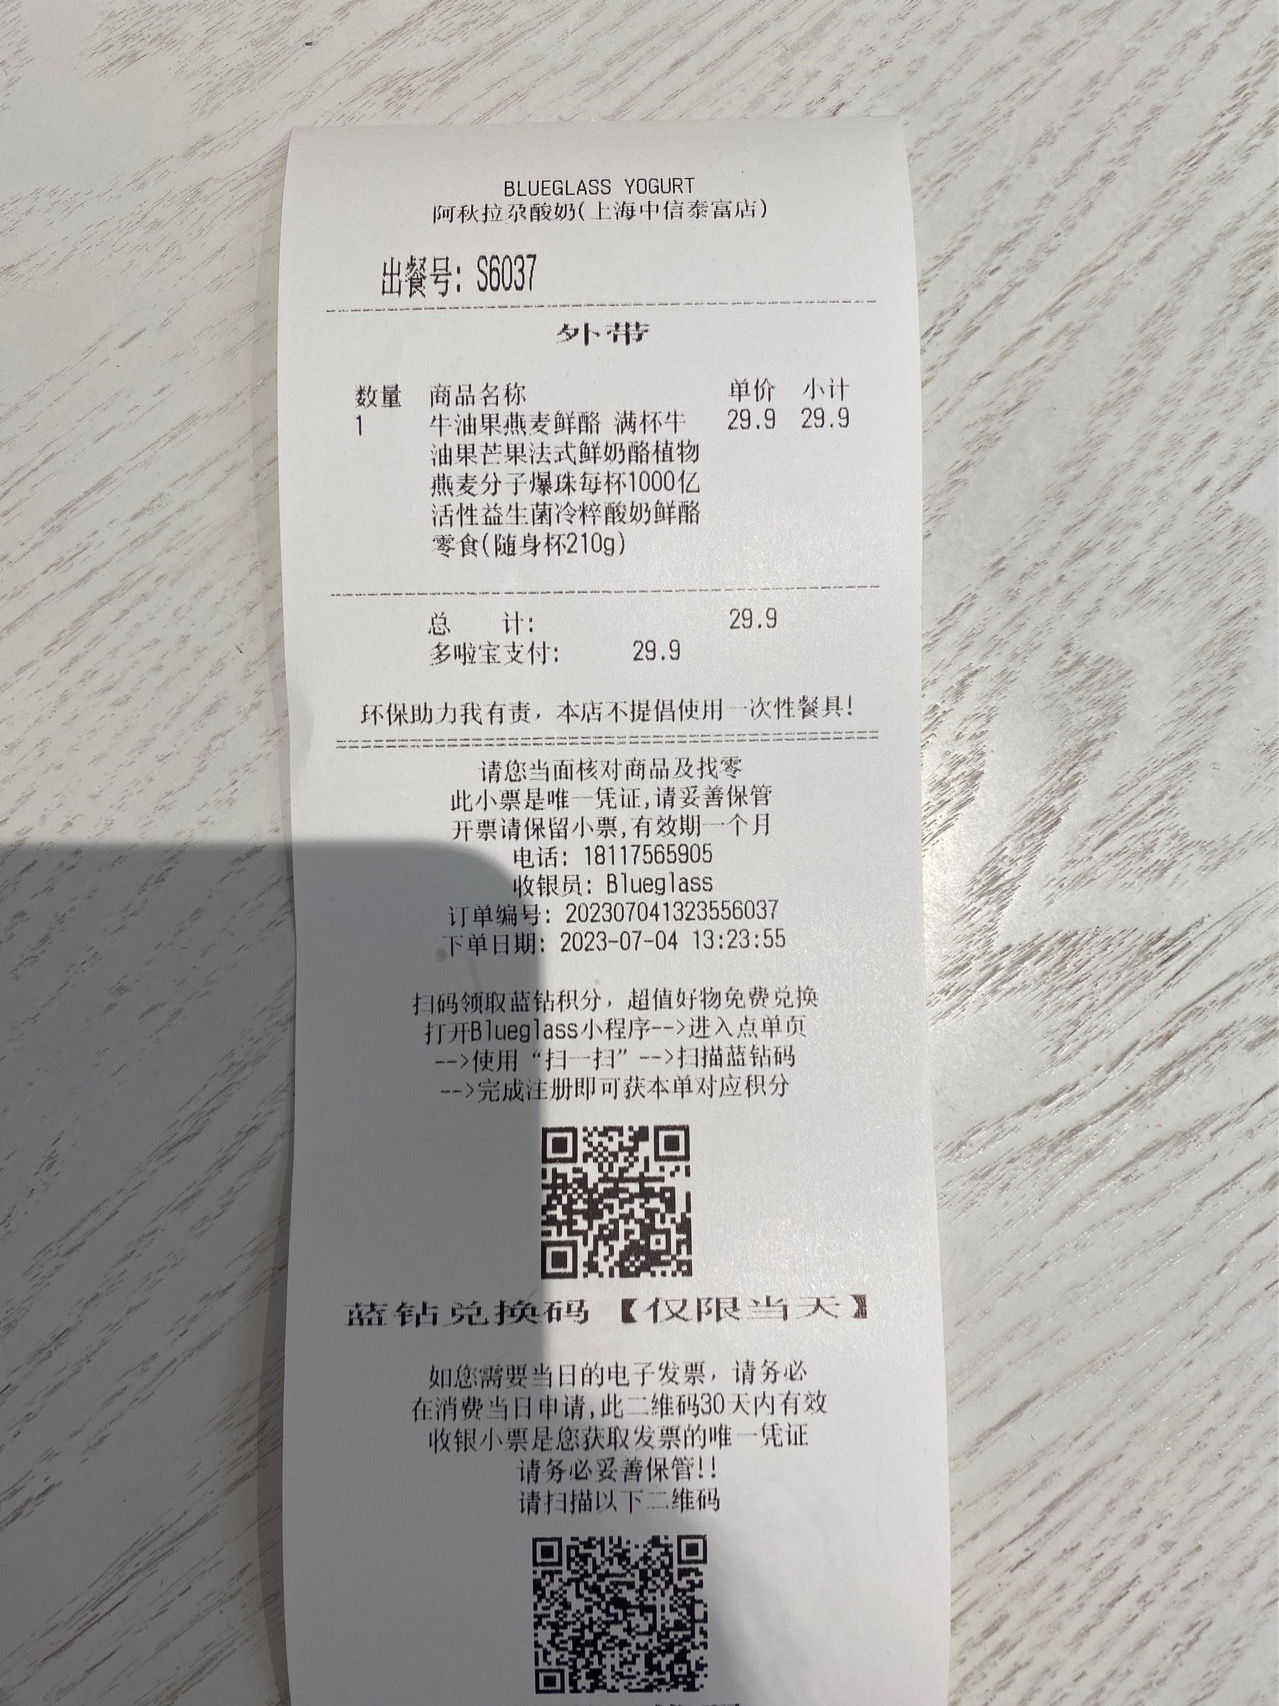 BLUEGLASS YOGURT
阿秋拉尕酸奶(上海中信泰富店)
出餐号: S6037
外带
数量 商品名称 单价 小计
1 牛油果燕麦鲜酪 满杯牛 29.9 29.9
油果芒果法式鲜奶酪植物
燕麦分子爆珠每杯1000亿
活性益生菌冷粹酸奶鲜酪
零食(随身杯210g)
总 计: 29.9
多啦宝支付: 29.9
环保助力我有责，本店不提倡使用一次性餐具!
请您当面核对商品及找零
此小票是唯一凭证,请妥善保管
开票请保留小票,有效期一个月
电话: 18117565905
收银员: Blueglass
订单编号: 202307041323556037
下单日期: 2023-07-04 13:23:55
扫码领取蓝钻积分，超值好物免费兑换
打开Blueglass小程序-->进入点单页
-->使用“扫一扫”-->扫描蓝钻码
-->完成注册即可获本单对应积分
蓝钻兑换码【仅限当天】
如您需要当日的电子发票，请务必
在消费当日申请,此二维码30天内有效
收银小票是您获取发票的唯一凭证
请务必妥善保管!!
请扫描以下二维码